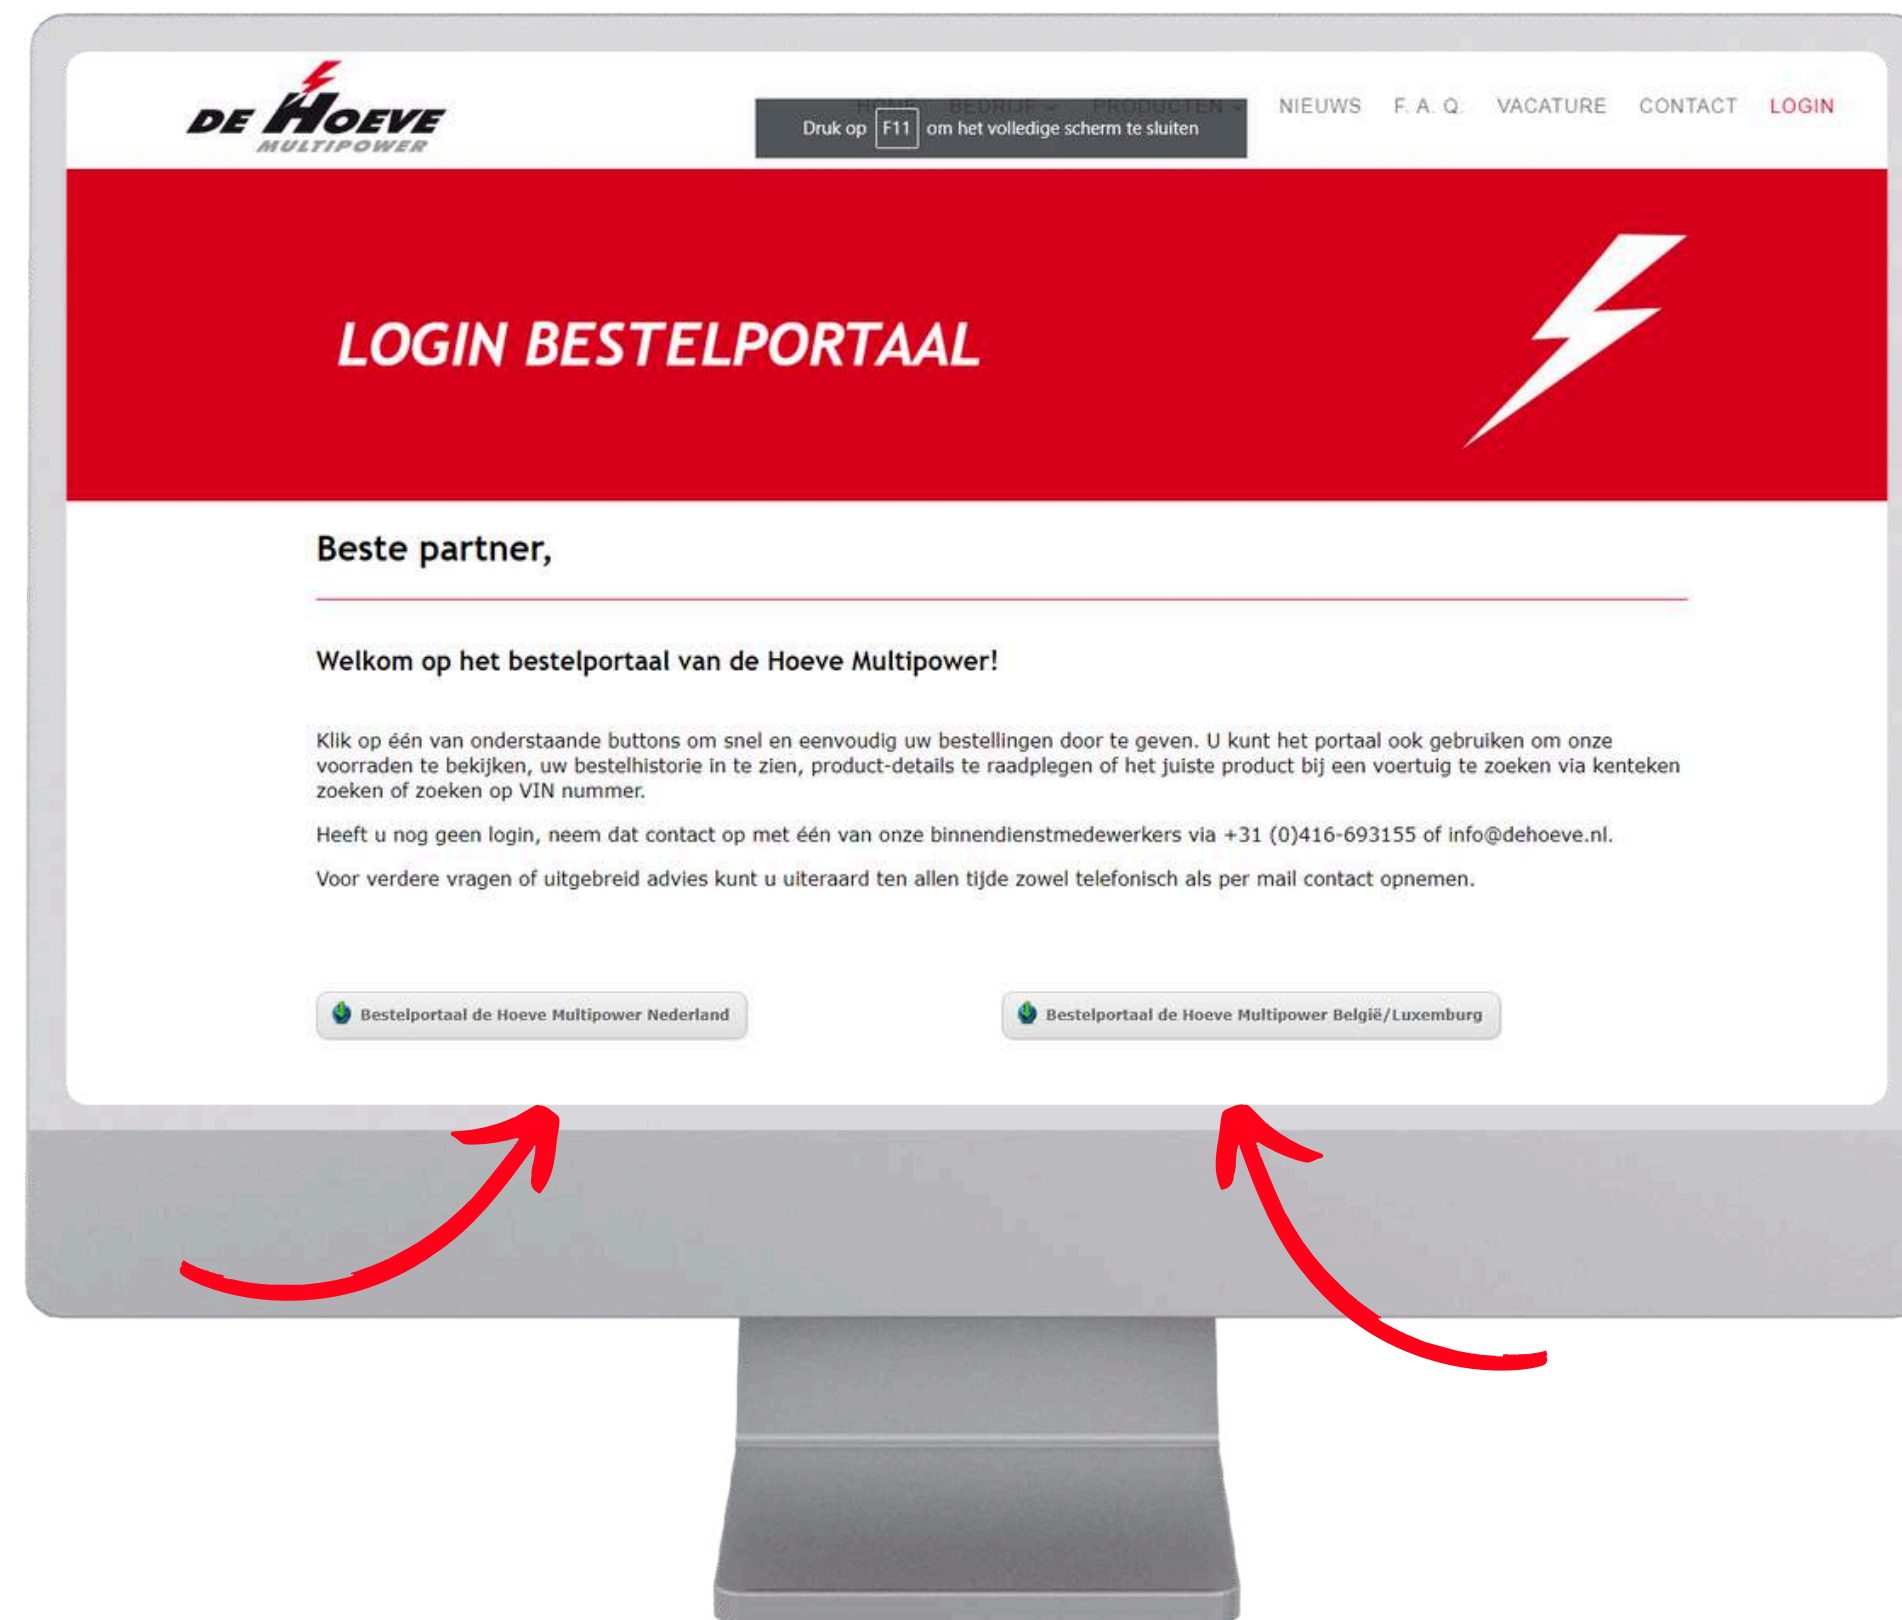 DE HOEVE
MULTIPOWER
HOME BEDRIJF PRODUCTEN NIEUWS F. A. Q. VACATURE CONTACT LOGIN
Druk op F11 om het volledige scherm te sluiten
LOGIN BESTELPORTAAL
Beste partner,
Welkom op het bestelportaal van de Hoeve Multipower!
Klik op één van onderstaande buttons om snel en eenvoudig uw bestellingen door te geven. U kunt het portaal ook gebruiken om onze
voorraden te bekijken, uw bestelhistorie in te zien, product-details te raadplegen of het juiste product bij een voertuig te zoeken via kenteken
zoeken of zoeken op VIN nummer.
Heeft u nog geen login, neem dat contact op met één van onze binnendienstmedewerkers via +31 (0)416-693155 of info@dehoeve.nl.
Voor verdere vragen of uitgebreid advies kunt u uiteraard ten allen tijde zowel telefonisch als per mail contact opnemen.
Bestelportaal de Hoeve Multipower Nederland
Bestelportaal de Hoeve Multipower België/Luxemburg